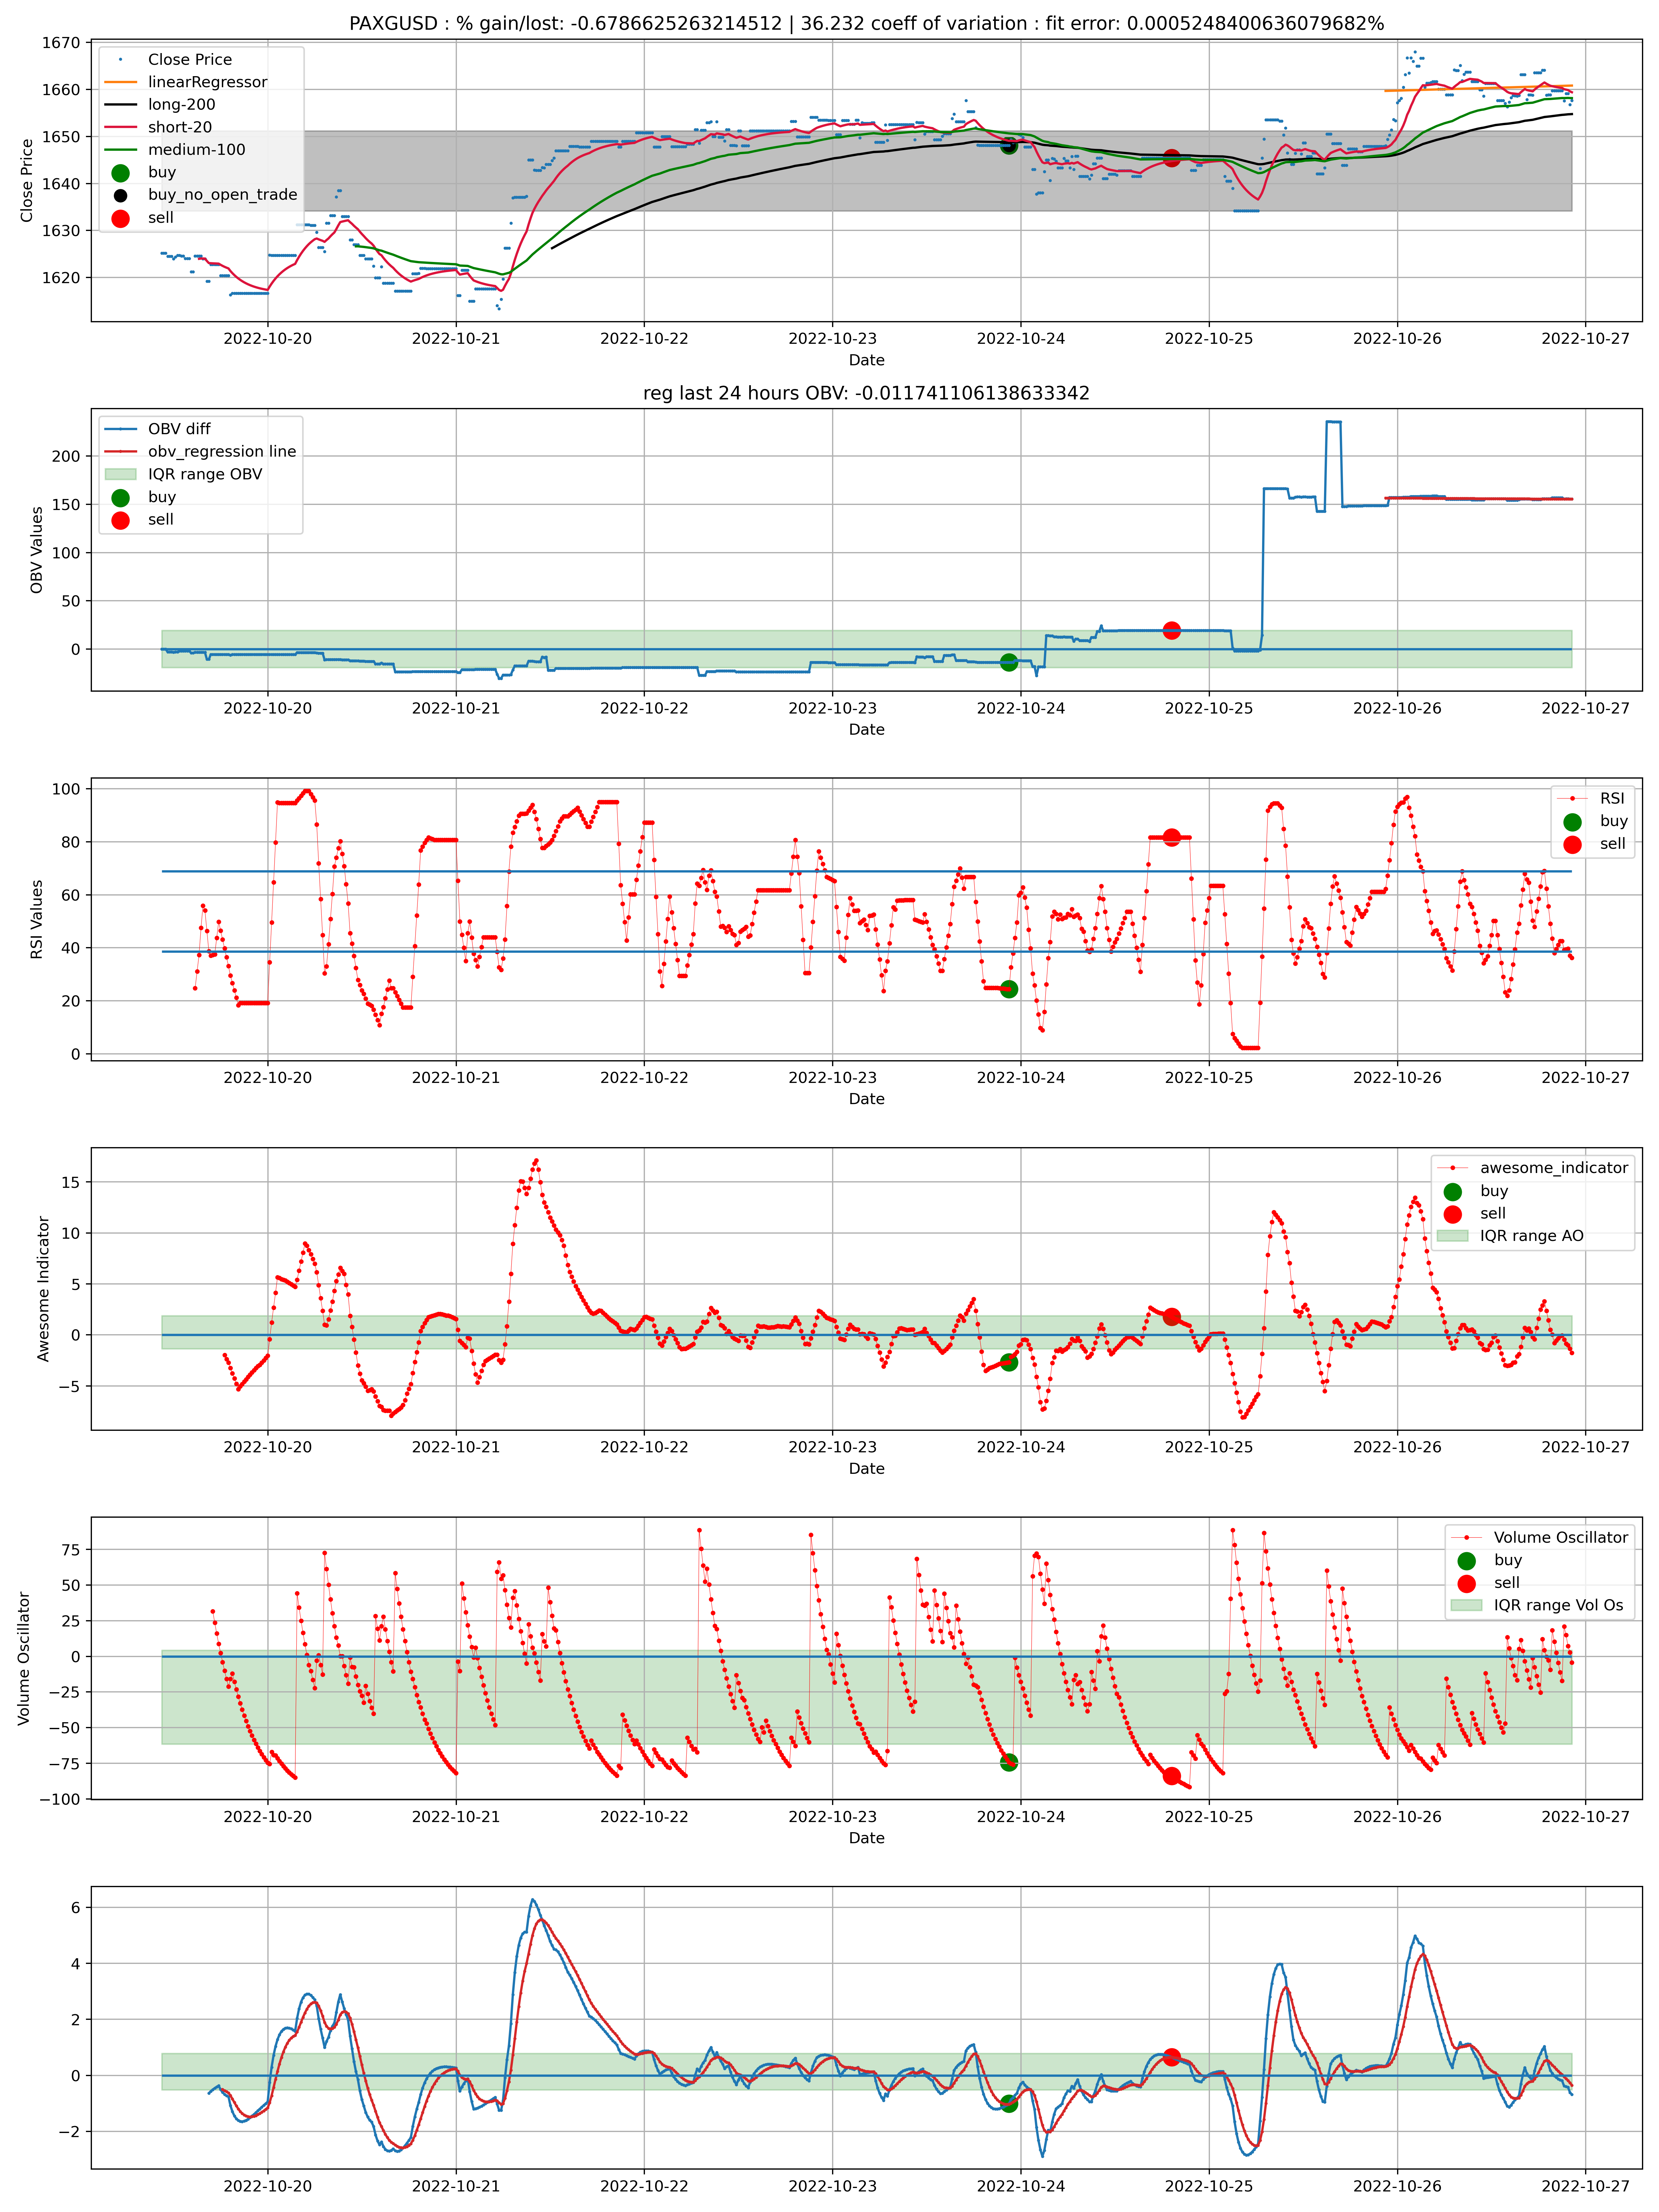 PAXGUSD : % gain/lost: -0.6786625263214512 | 36.232 coeff of variation : fit error: 0.0005248400636079682%
Close Price
linearRegressor
long-200
short-20
medium-100
buy
buy_no_open_trade
sell
Close Price
1670
1660
1650
1640
1630
1620
2022-10-20 2022-10-21 2022-10-22 2022-10-23 2022-10-24 2022-10-25 2022-10-26 2022-10-27
Date
reg last 24 hours OBV: -0.011741106138633342
OBV diff
obv_regression line
IQR range OBV
buy
sell
OBV Values
200
150
100
50
0
2022-10-20 2022-10-21 2022-10-22 2022-10-23 2022-10-24 2022-10-25 2022-10-26 2022-10-27
Date
RSI
buy
sell
RSI Values
100
80
60
40
20
0
2022-10-20 2022-10-21 2022-10-22 2022-10-23 2022-10-24 2022-10-25 2022-10-26 2022-10-27
Date
awesome_indicator
buy
sell
IQR range AO
Awesome Indicator
15
10
5
0
−5
2022-10-20 2022-10-21 2022-10-22 2022-10-23 2022-10-24 2022-10-25 2022-10-26 2022-10-27
Date
Volume Oscillator
buy
sell
IQR range Vol Os
Volume Oscillator
75
50
25
0
−25
−50
−75
−100
2022-10-20 2022-10-21 2022-10-22 2022-10-23 2022-10-24 2022-10-25 2022-10-26 2022-10-27
Date
6
4
2
0
−2
2022-10-20 2022-10-21 2022-10-22 2022-10-23 2022-10-24 2022-10-25 2022-10-26 2022-10-27